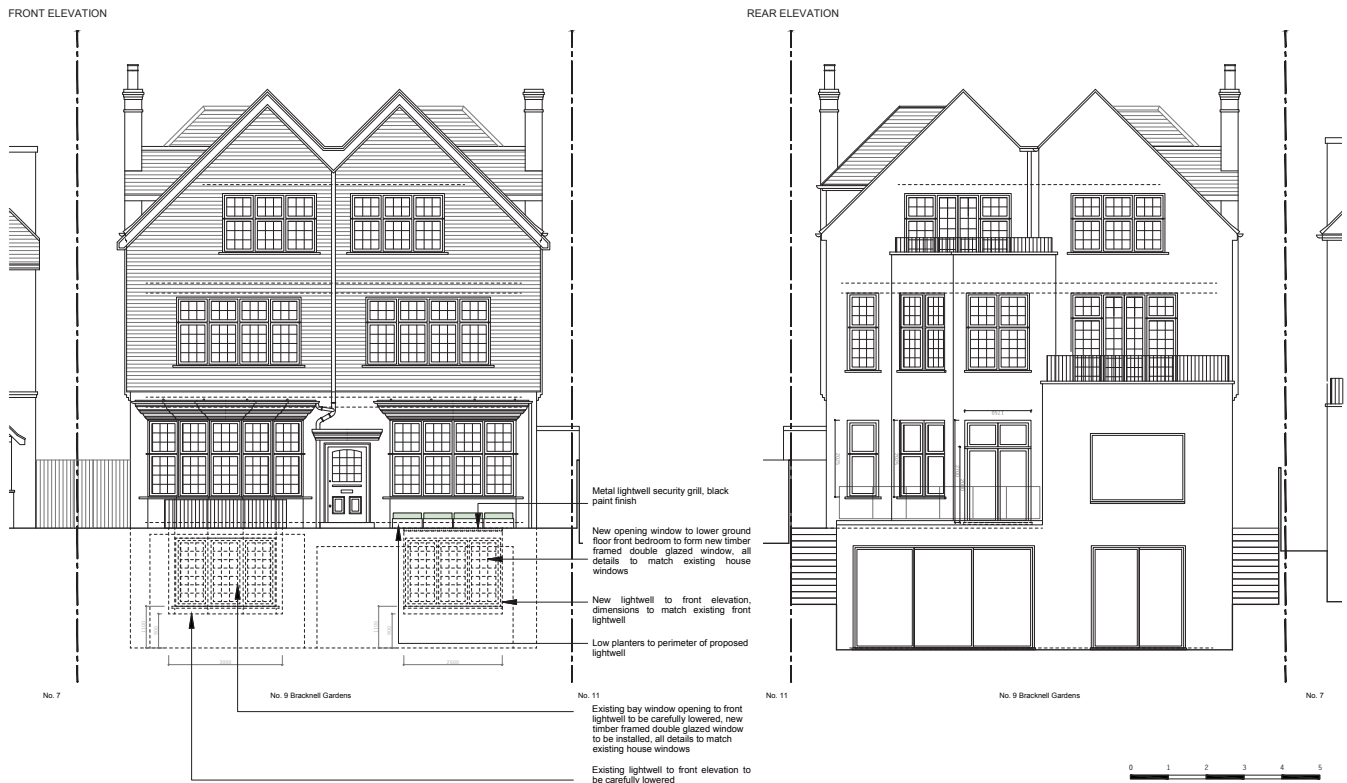 FRONT ELEVATION
REAR ELEVATION
Metal lightwell security grill, black
paint finish
New opening window to lower ground
floor front bedroom to form new timber
framed double glazed window, all
details to match existing house
windows
New lightwell to front elevation,
dimensions to match existing front
lightwell
Low planters to perimeter of proposed
lightwell
No. 7
No. 9 Bracknell Gardens
No. 11
No. 11
No. 9 Bracknell Gardens
No. 7
Existing bay window opening to front
lightwell to be carefully lowered, new
timber framed double glazed window
to be installed, all details to match
existing house windows
Existing lightwell to front elevation to
be carefully lowered
0 1 2 3 4 5